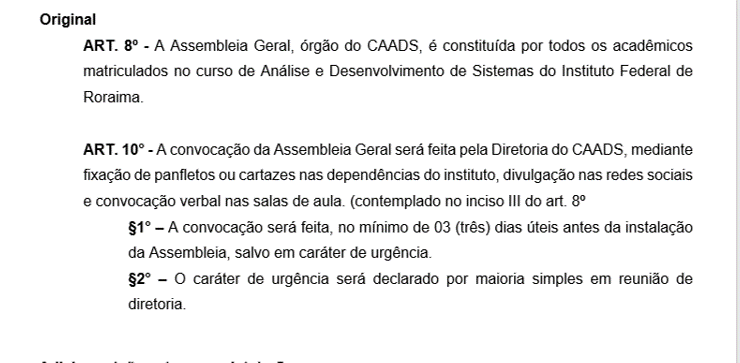 Original
ART. 8º - A Assembleia Geral, órgão do CAADS, é constituída por todos os acadêmicos
matriculados no curso de Análise e Desenvolvimento de Sistemas do Instituto Federal de
Roraima.
ART. 10° - A convocação da Assembleia Geral será feita pela Diretoria do CAADS, mediante
fixação de panfletos ou cartazes nas dependências do instituto, divulgação nas redes sociais
e convocação verbal nas salas de aula. (contemplado no inciso III do art. 8º
§1° – A convocação será feita, no mínimo de 03 (três) dias úteis antes da instalação
da Assembleia, salvo em caráter de urgência.
§2° – O caráter de urgência será declarado por maioria simples em reunião de
diretoria.